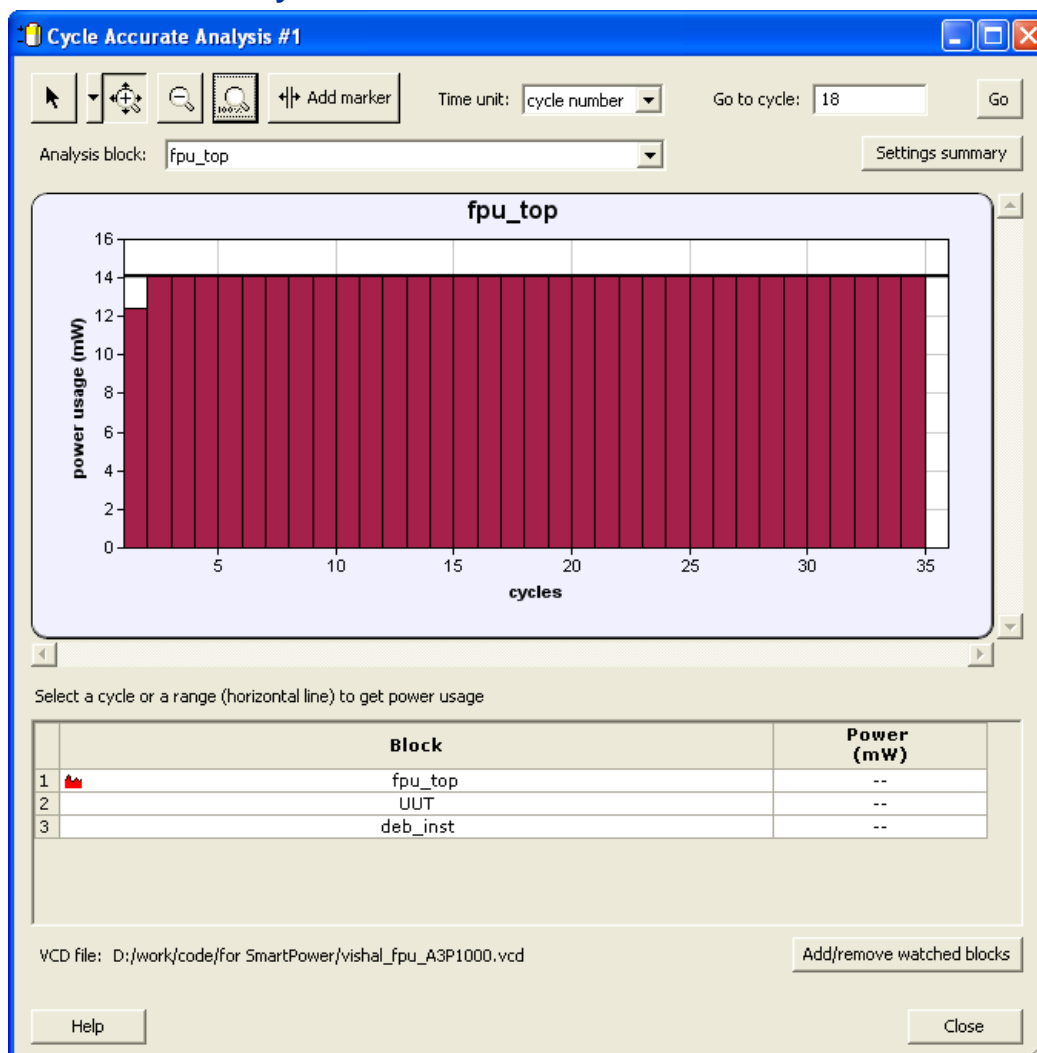 Cycle Accurate Analysis #1
100%
Add marker
Time unit: cycle number
Go to cycle: 18
Go
Analysis block: fpu_top
Settings summary
fpu_top
16
14
12
10
8
6
4
2
0
power usage (mW)
5 10 15 20 25 30 35
cycles
Select a cycle or a range (horizontal line) to get power usage
Block Power
(mW)
1 fpu_top --
2 UUT --
3 deb_inst --
VCD file: D:/work/code/for SmartPower/vishal_fpu_A3P1000.vcd
Add/remove watched blocks
Help
Close